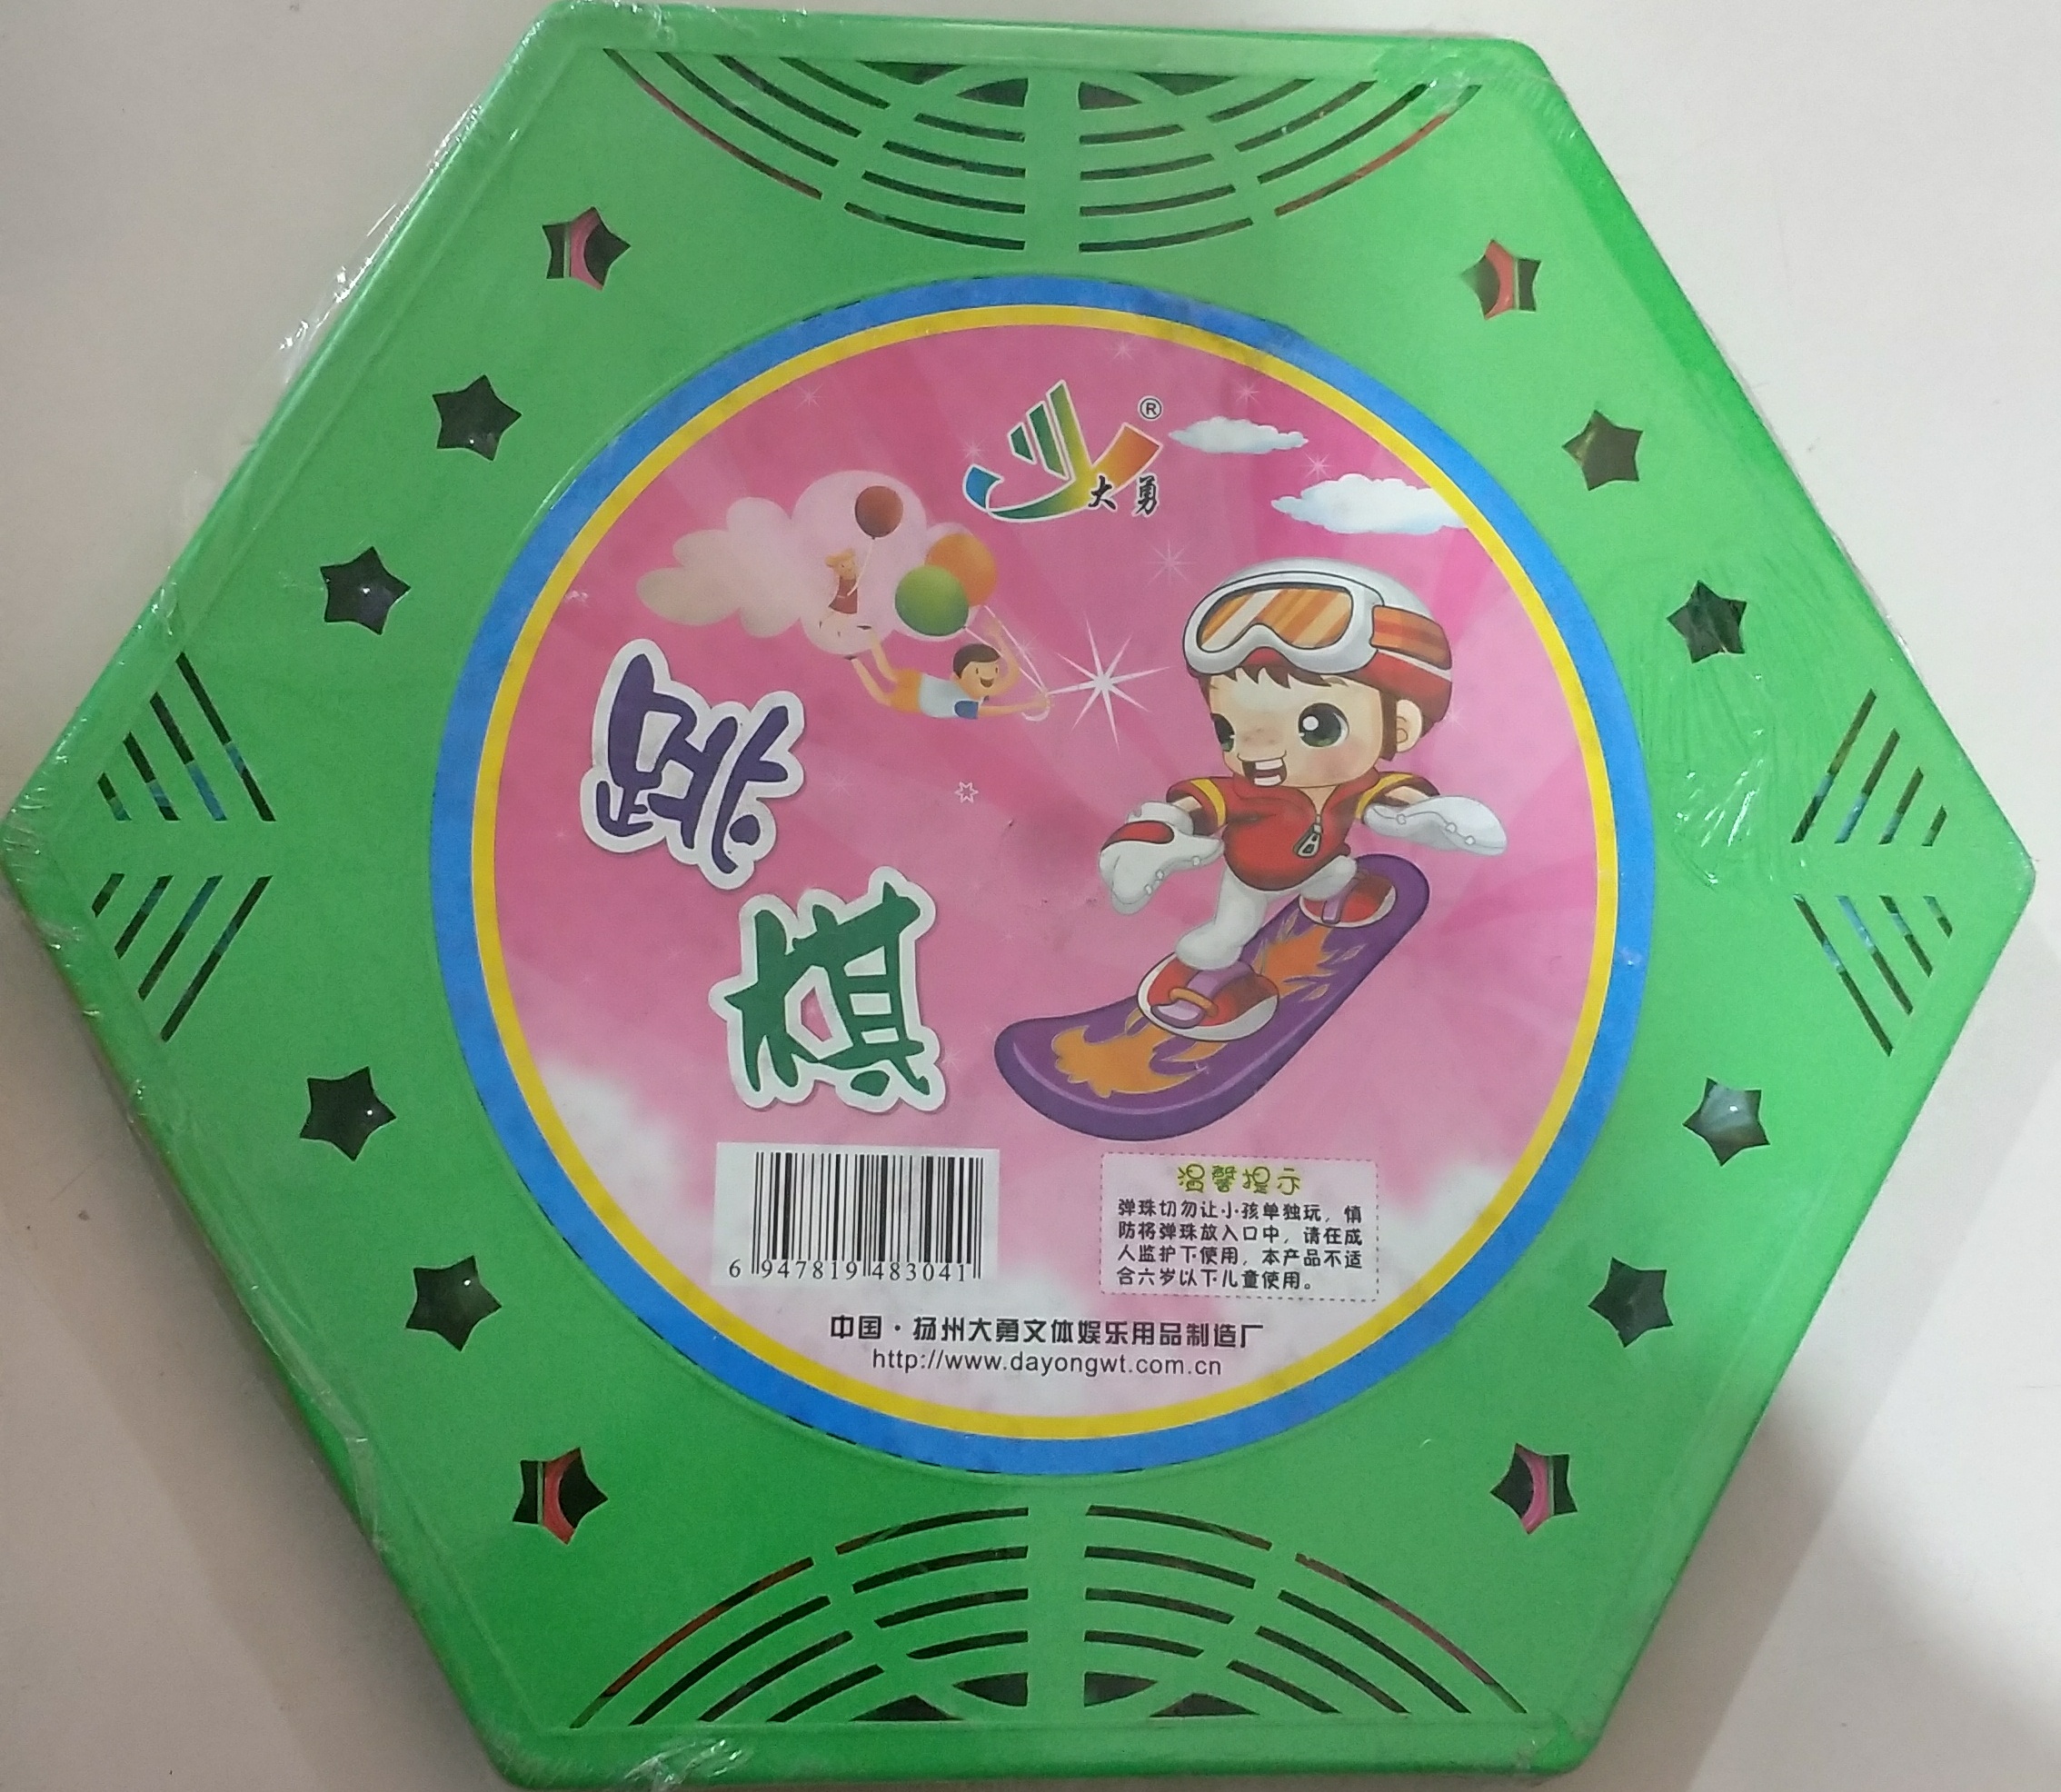 ®
大勇
跳
棋
温馨提示
弹珠切勿让小孩单独玩，慎
防将弹珠放入口中，请在成
人监护下使用，本产品不适
合六岁以下儿童使用。
6 947819 483041
中国·扬州大勇文体娱乐用品制造厂
http://www.dayongwt.com.cn